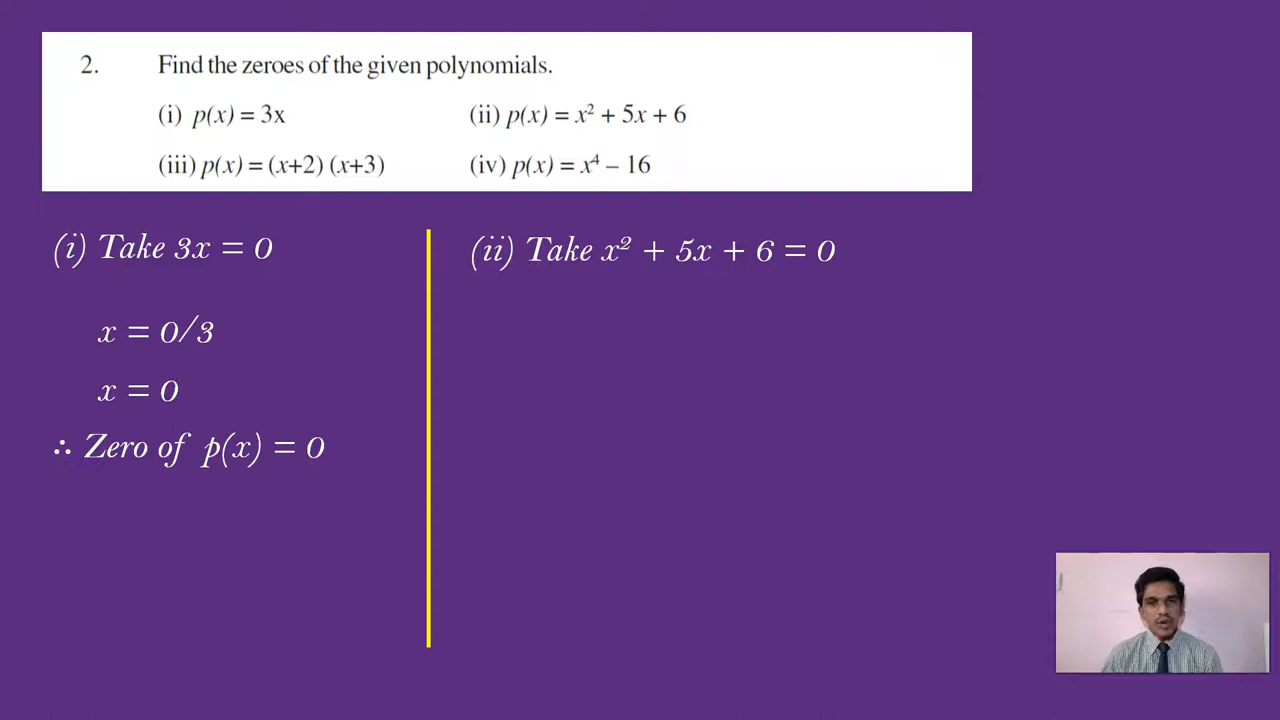 2. Find the zeroes of the given polynomials.
(i) p(x) = 3x (ii) p(x) = x² + 5x + 6
(iii) p(x) = (x+2) (x+3) (iv) p(x) = x⁴ – 16
(i) Take 3x = 0
x = 0/3
x = 0
∴ Zero of p(x) = 0
(ii) Take x² + 5x + 6 = 0